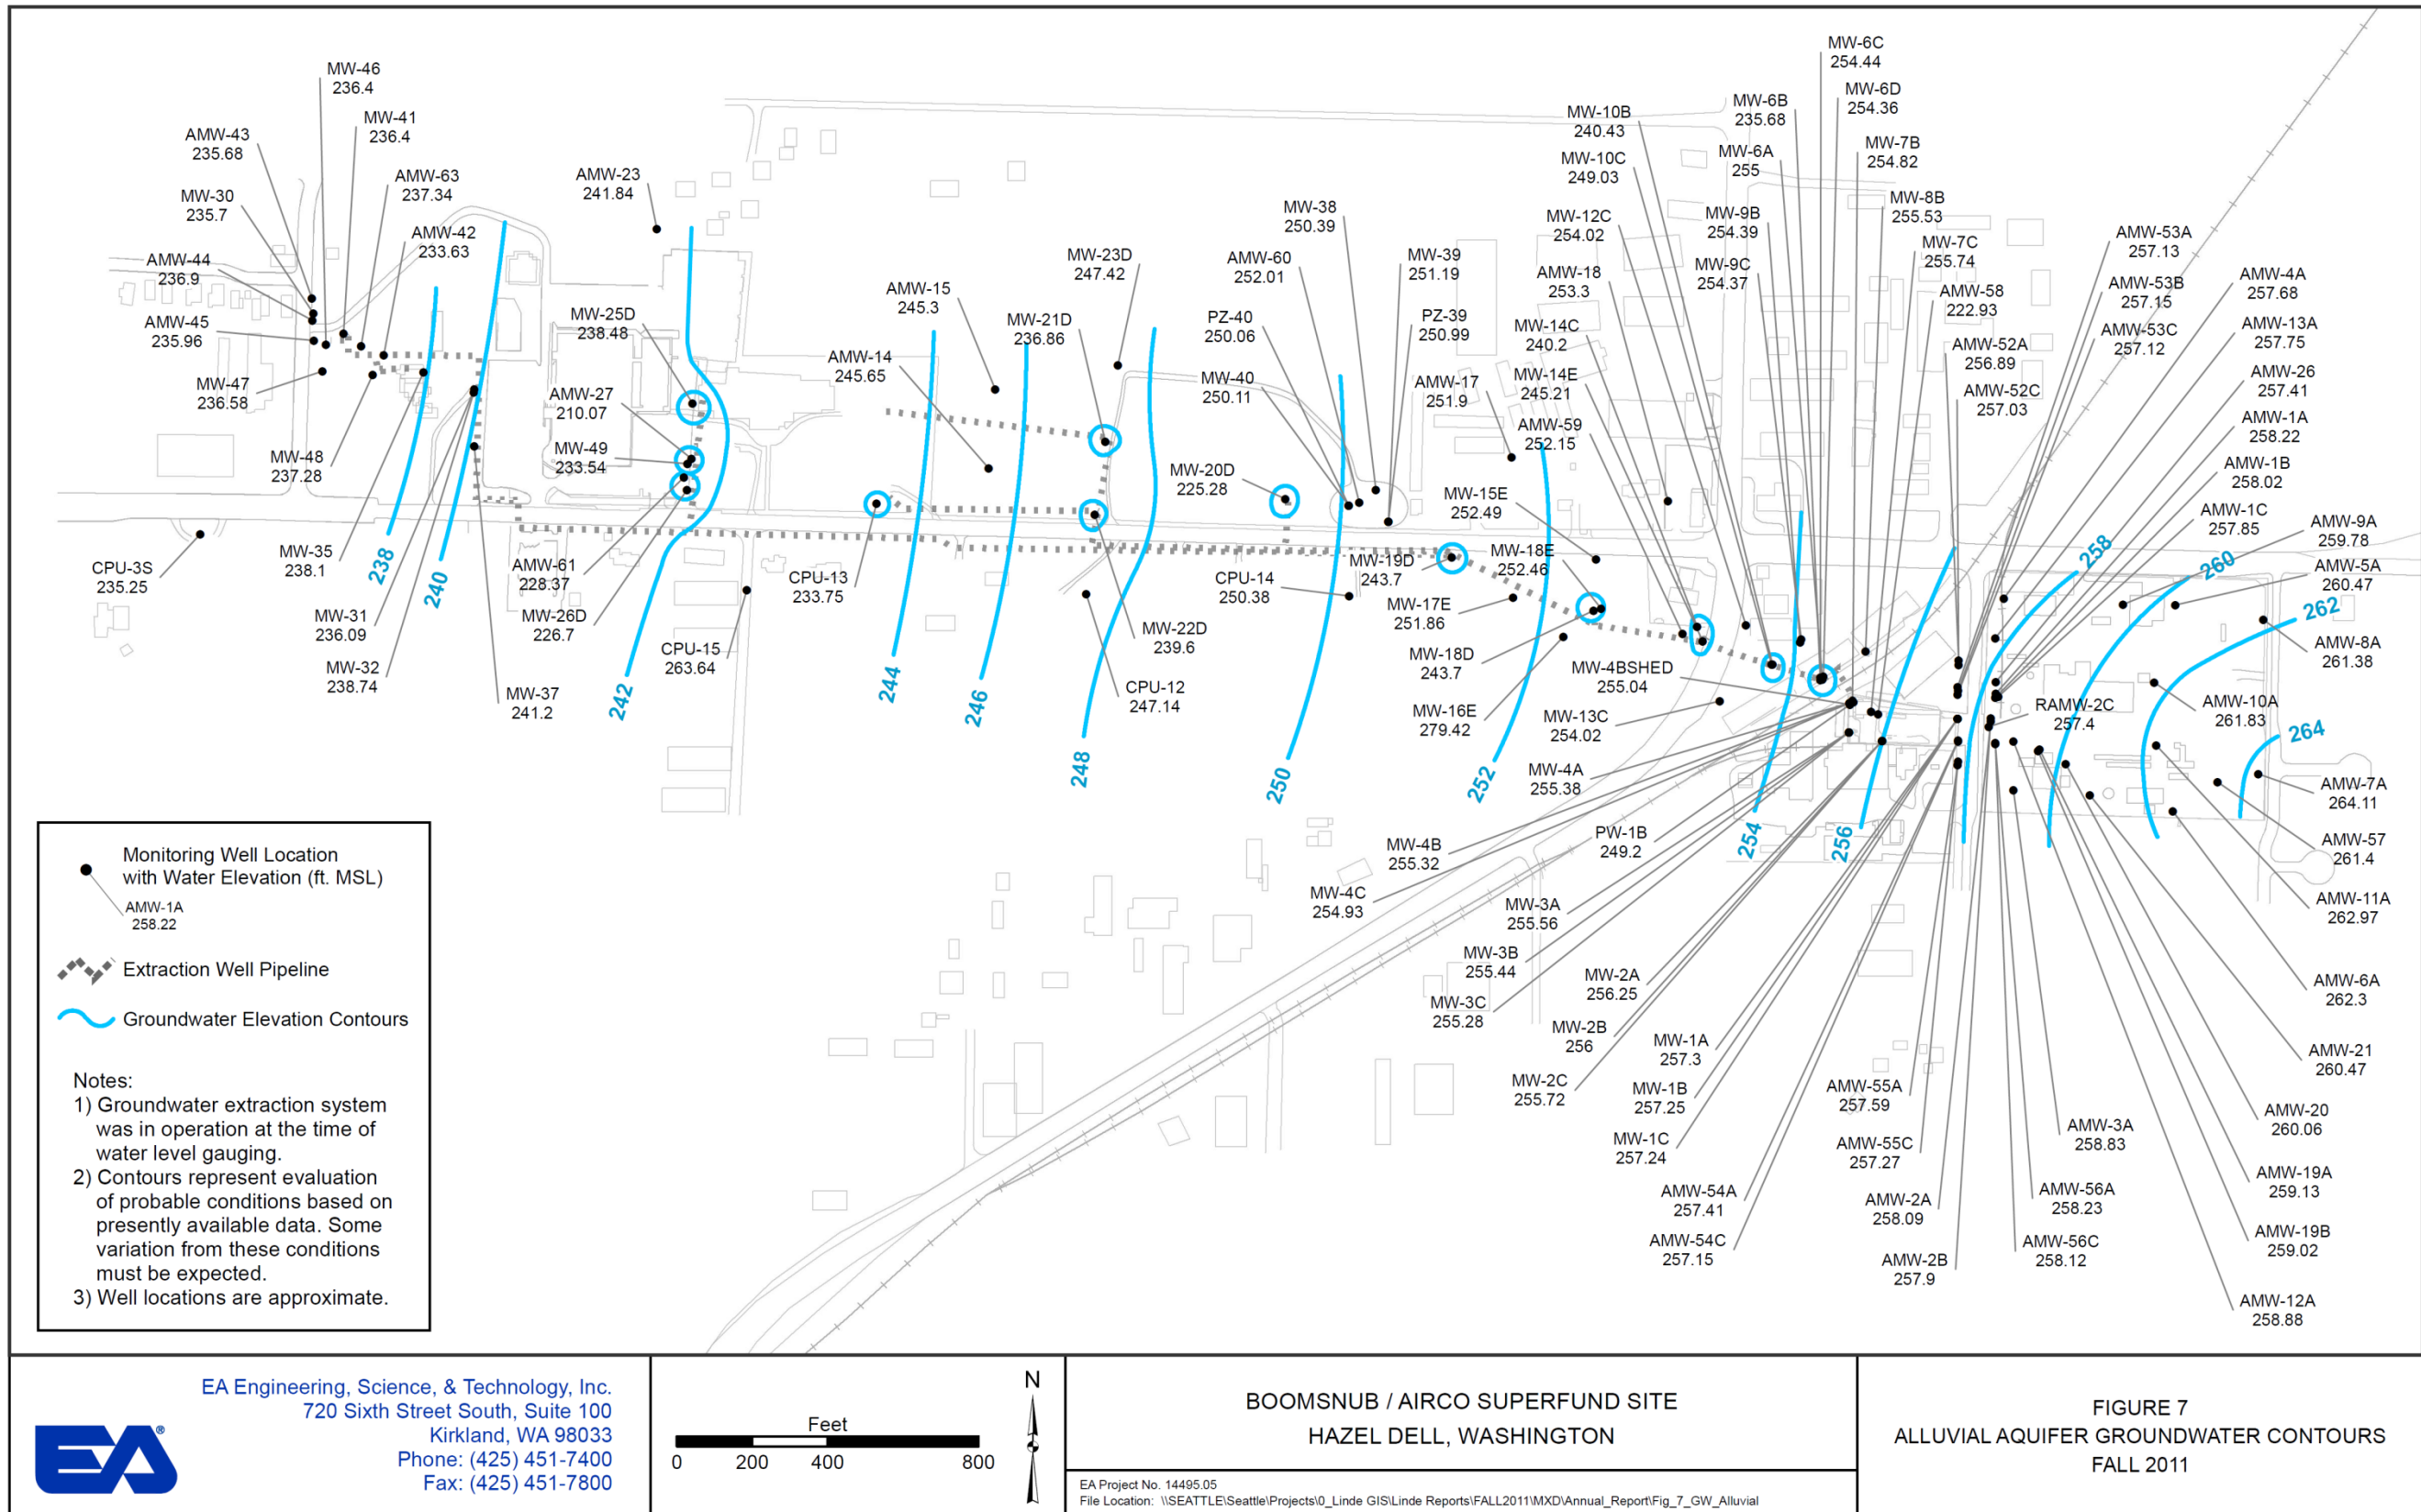 MW-46
236.4
MW-41
236.4
AMW-43
235.68
AMW-63
237.34
MW-30
235.7
AMW-42
233.63
AMW-44
236.9
AMW-45
235.96
MW-47
236.58
MW-48
237.28
CPU-3S
235.25
MW-35
238.1
MW-31
236.09
MW-32
238.74
MW-37
241.2
238
240
AMW-23
241.84
MW-25D
238.48
AMW-27
210.07
MW-49
233.54
AMW-61
228.37
MW-26D
226.7
CPU-15
263.64
242
AMW-15
245.3
AMW-14
245.65
CPU-13
233.75
244
246
MW-23D
247.42
MW-21D
236.86
MW-22D
239.6
CPU-12
247.14
248
MW-20D
225.28
CPU-14
250.38
250
MW-38
250.39
AMW-60
252.01
PZ-40
250.06
MW-40
250.11
MW-39
251.19
PZ-39
250.99
AMW-17
251.9
MW-15E
252.49
MW-19D
243.7
MW-18E
252.46
MW-17E
251.86
MW-18D
243.7
MW-16E
279.42
252
MW-10B
240.43
MW-10C
249.03
MW-12C
254.02
AMW-18
253.3
MW-14C
240.2
MW-14E
245.21
AMW-59
252.15
MW-6C
254.44
MW-6D
254.36
MW-6B
235.68
MW-6A
255
MW-7B
254.82
MW-8B
255.53
MW-9B
254.39
MW-9C
254.37
MW-7C
255.74
AMW-58
222.93
AMW-52A
256.89
AMW-52C
257.03
AMW-53A
257.13
AMW-53B
257.15
AMW-53C
257.12
AMW-4A
257.68
AMW-13A
257.75
AMW-26
257.41
AMW-1A
258.22
AMW-1B
258.02
AMW-1C
257.85
AMW-9A
259.78
AMW-5A
260.47
AMW-8A
261.38
258
260
262
264
AMW-10A
261.83
RAMW-2C
257.4
AMW-7A
264.11
AMW-57
261.4
AMW-11A
262.97
AMW-6A
262.3
AMW-21
260.47
AMW-20
260.06
AMW-19A
259.13
AMW-19B
259.02
AMW-12A
258.88
MW-4BSHED
255.04
MW-13C
254.02
MW-4A
255.38
PW-1B
249.2
MW-4B
255.32
MW-4C
254.93
254
256
MW-3A
255.56
MW-3B
255.44
MW-3C
255.28
MW-2A
256.25
MW-2B
256
MW-2C
255.72
MW-1A
257.3
MW-1B
257.25
MW-1C
257.24
AMW-54A
257.41
AMW-54C
257.15
AMW-55A
257.59
AMW-55C
257.27
AMW-2A
258.09
AMW-2B
257.9
AMW-3A
258.83
AMW-56A
258.23
AMW-56C
258.12
Monitoring Well Location
with Water Elevation (ft. MSL)
AMW-1A
258.22
Extraction Well Pipeline
Groundwater Elevation Contours
Notes:
1) Groundwater extraction system
was in operation at the time of
water level gauging.
2) Contours represent evaluation
of probable conditions based on
presently available data. Some
variation from these conditions
must be expected.
3) Well locations are approximate.
EA®
EA Engineering, Science, & Technology, Inc.
720 Sixth Street South, Suite 100
Kirkland, WA 98033
Phone: (425) 451-7400
Fax: (425) 451-7800
Feet
0 200 400 800
N
BOOMSNUB / AIRCO SUPERFUND SITE
HAZEL DELL, WASHINGTON
EA Project No. 14495.05
File Location: \\SEATTLE\Seattle\Projects\0_Linde GIS\Linde Reports\FALL2011\MXD\Annual_Report\Fig_7_GW_Alluvial
FIGURE 7
ALLUVIAL AQUIFER GROUNDWATER CONTOURS
FALL 2011